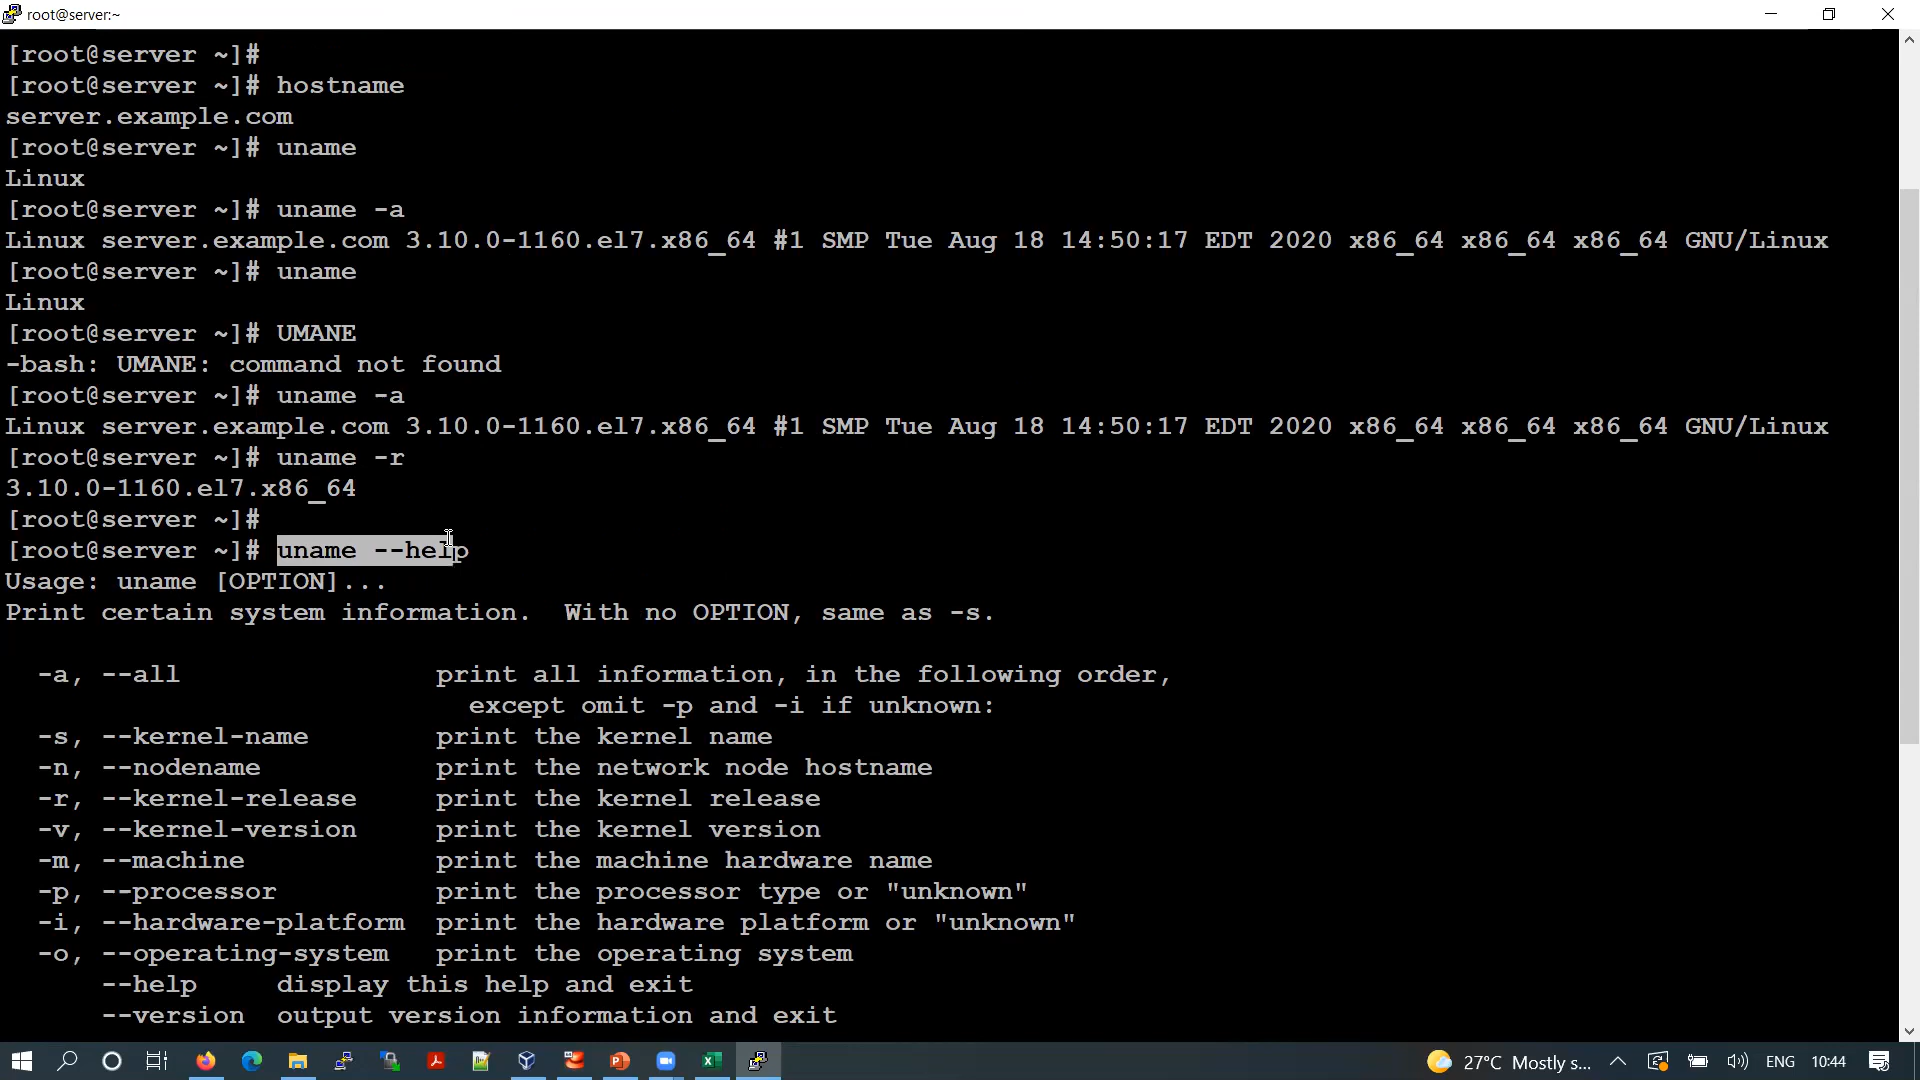 root@server:~
[root@server ~]#
[root@server ~]# hostname
server.example.com
[root@server ~]# uname
Linux
[root@server ~]# uname -a
Linux server.example.com 3.10.0-1160.el7.x86_64 #1 SMP Tue Aug 18 14:50:17 EDT 2020 x86_64 x86_64 x86_64 GNU/Linux
[root@server ~]# uname
Linux
[root@server ~]# UMANE
-bash: UMANE: command not found
[root@server ~]# uname -a
Linux server.example.com 3.10.0-1160.el7.x86_64 #1 SMP Tue Aug 18 14:50:17 EDT 2020 x86_64 x86_64 x86_64 GNU/Linux
[root@server ~]# uname -r
3.10.0-1160.el7.x86_64
[root@server ~]#
[root@server ~]# uname --help
Usage: uname [OPTION]...
Print certain system information.  With no OPTION, same as -s.
  -a, --all                print all information, in the following order,
                             except omit -p and -i if unknown:
  -s, --kernel-name        print the kernel name
  -n, --nodename           print the network node hostname
  -r, --kernel-release     print the kernel release
  -v, --kernel-version     print the kernel version
  -m, --machine            print the machine hardware name
  -p, --processor          print the processor type or "unknown"
  -i, --hardware-platform  print the hardware platform or "unknown"
  -o, --operating-system   print the operating system
      --help     display this help and exit
      --version  output version information and exit
27°C Mostly s... ENG 10:44